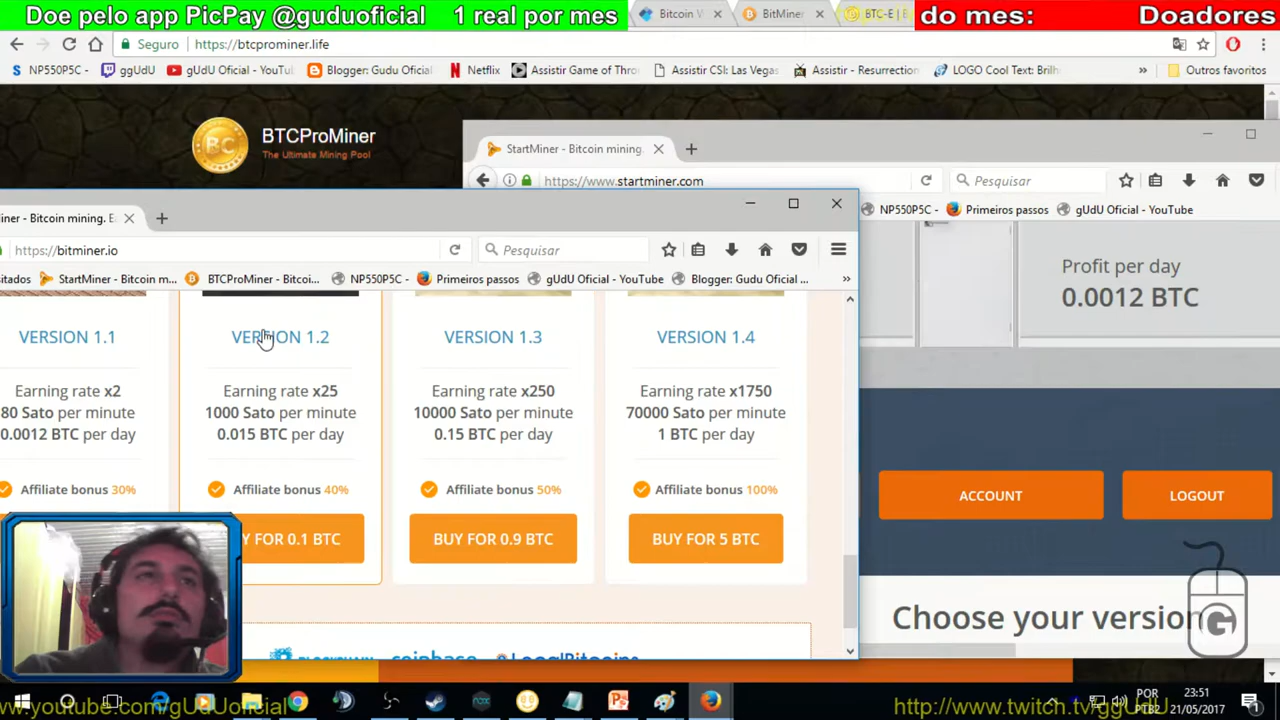 Doe pelo app PicPay @guduoficial 1 real por mes
Bitcoin W
BitMiner
BTC-E | B
do mes: Doadores
Seguro https://btcprominer.life
NP550P5C -
ggUdU
gUdU Oficial - YouTul
Blogger: Gudu Oficial
Netflix
Assistir Game of Thro
Assistir CSI: Las Vegas
Assistir - Resurrection
LOGO Cool Text: Brilh
Outros favoritos
BTCProMiner
The Ultimate Mining Pool
StartMiner - Bitcoin mining.
https://www.startminer.com
Pesquisar
NP550P5C -
Primeiros passos
gUdU Oficial - YouTube
iner - Bitcoin mining. E
https://bitminer.io
Pesquisar
itados
StartMiner - Bitcoin m...
BTCProMiner - Bitcoi...
NP550P5C -
Primeiros passos
gUdU Oficial - YouTube
Blogger: Gudu Oficial ...
Profit per day
0.0012 BTC
VERSION 1.1
Earning rate x2
80 Sato per minute
0.0012 BTC per day
Affiliate bonus 30%
VERSION 1.2
Earning rate x25
1000 Sato per minute
0.015 BTC per day
Affiliate bonus 40%
Y FOR 0.1 BTC
VERSION 1.3
Earning rate x250
10000 Sato per minute
0.15 BTC per day
Affiliate bonus 50%
BUY FOR 0.9 BTC
VERSION 1.4
Earning rate x1750
70000 Sato per minute
1 BTC per day
Affiliate bonus 100%
BUY FOR 5 BTC
ACCOUNT
LOGOUT
Choose your version
G
BLOCKCHAIN
coinbase
LocalBitcoins
POR
PTB2
23:51
21/05/2017
www.youtube.com/gUdUoficial
http://www.twitch.tv/ggUdU